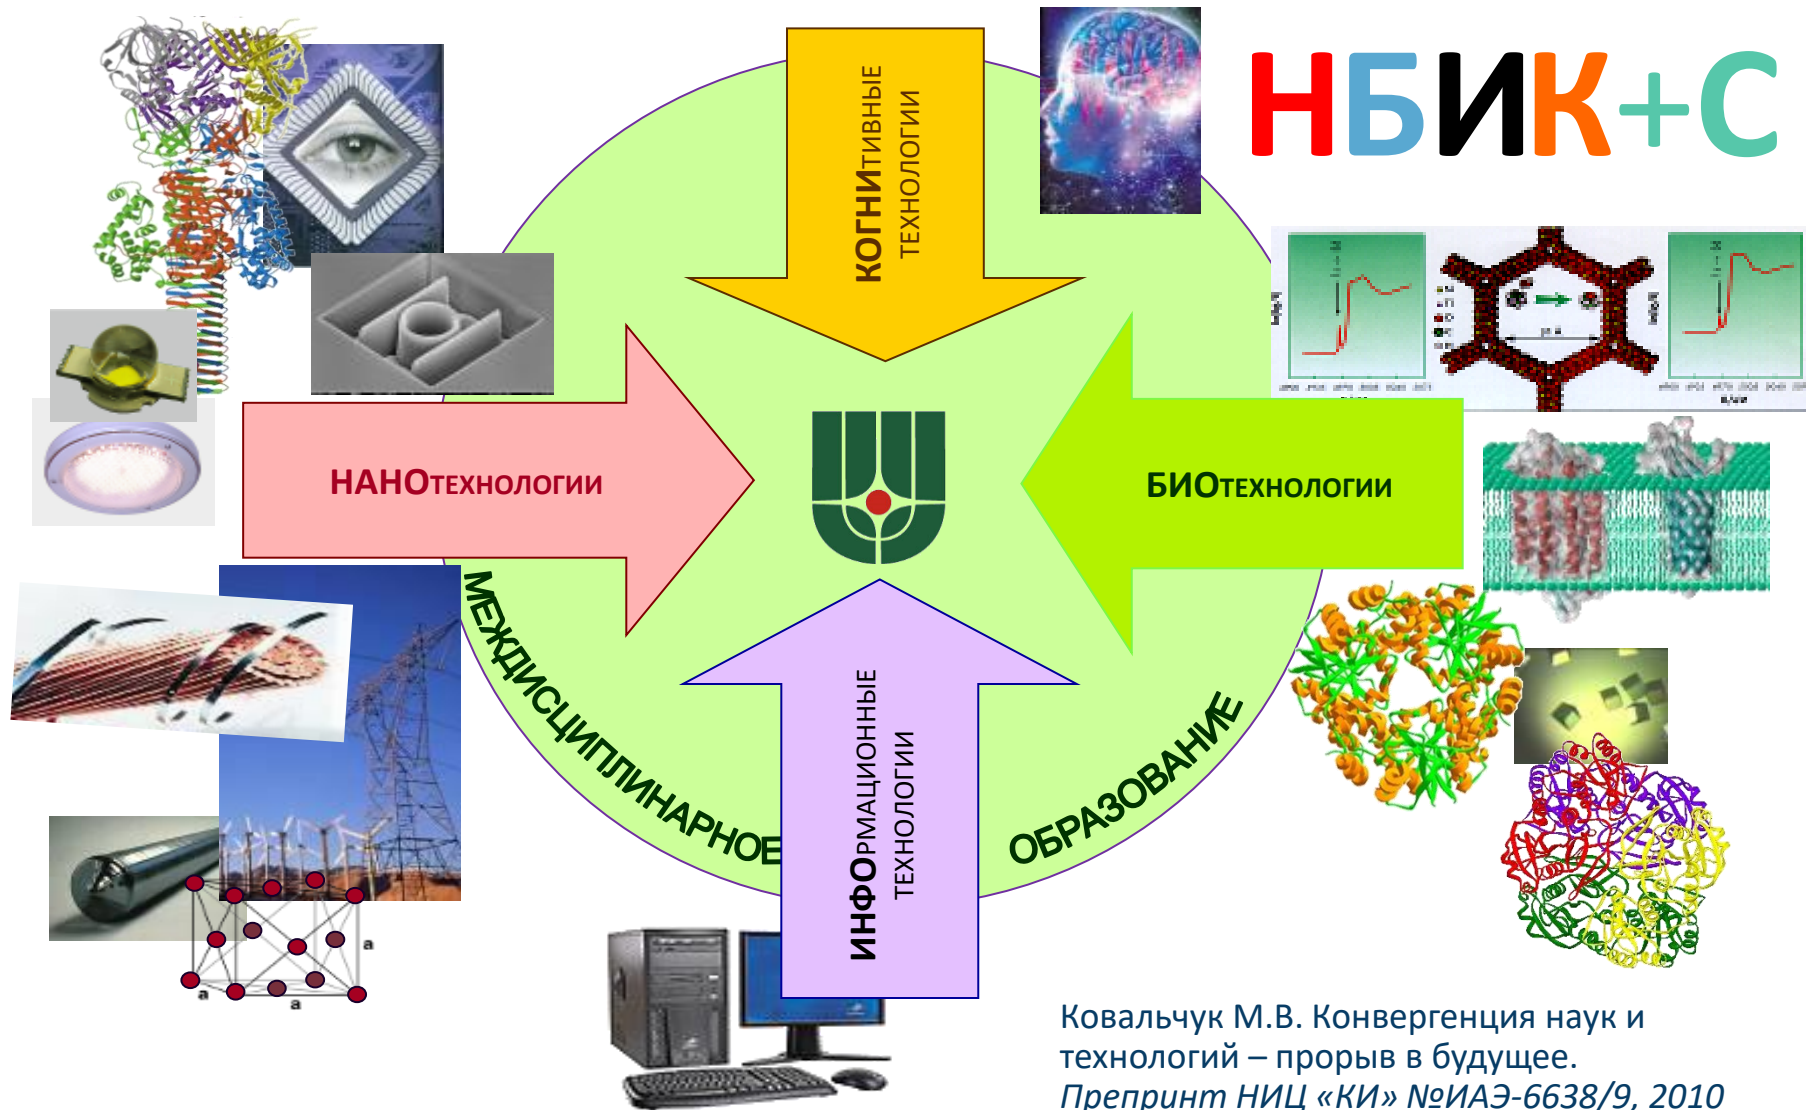 НБИК+С
КОГНИТИВНЫЕ
ТЕХНОЛОГИИ
НАНОТЕХНОЛОГИИ
БИОТЕХНОЛОГИИ
ИНФОРМАЦИОННЫЕ
ТЕХНОЛОГИИ
МЕЖДИСЦИПЛИНАРНОЕ
ОБРАЗОВАНИЕ
a
a
a
Ковальчук М.В. Конвергенция наук и
технологий – прорыв в будущее.
Препринт НИЦ «КИ» №ИАЭ-6638/9, 2010